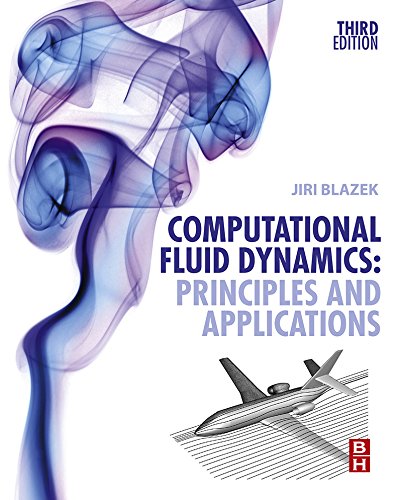 THIRD
EDITION
JIRI BLAZEK
COMPUTATIONAL
FLUID DYNAMICS:
PRINCIPLES AND
APPLICATIONS
B
H